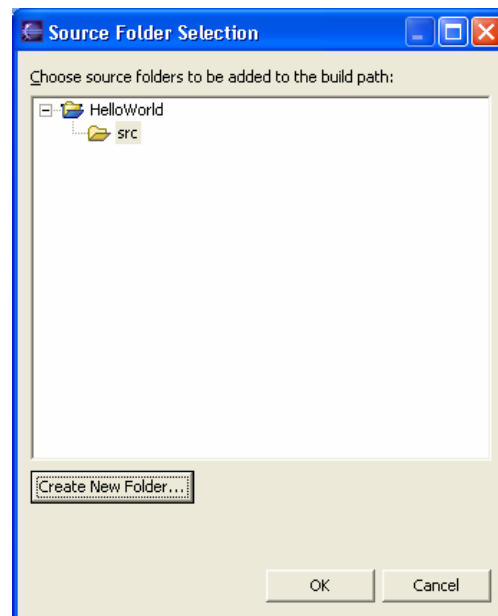 Source Folder Selection
Choose source folders to be added to the build path:
HelloWorld
src
Create New Folder...
OK Cancel